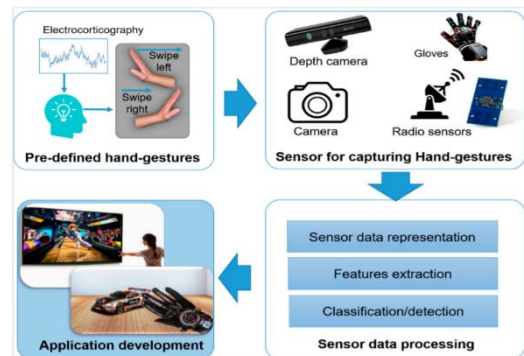 Electrocorticography
Swipe
left
Swipe
right
Pre-defined hand-gestures
Depth camera
Gloves
Camera
Radio sensors
Sensor for capturing Hand-gestures
Sensor data representation
Features extraction
Classification/detection
Sensor data processing
Application development